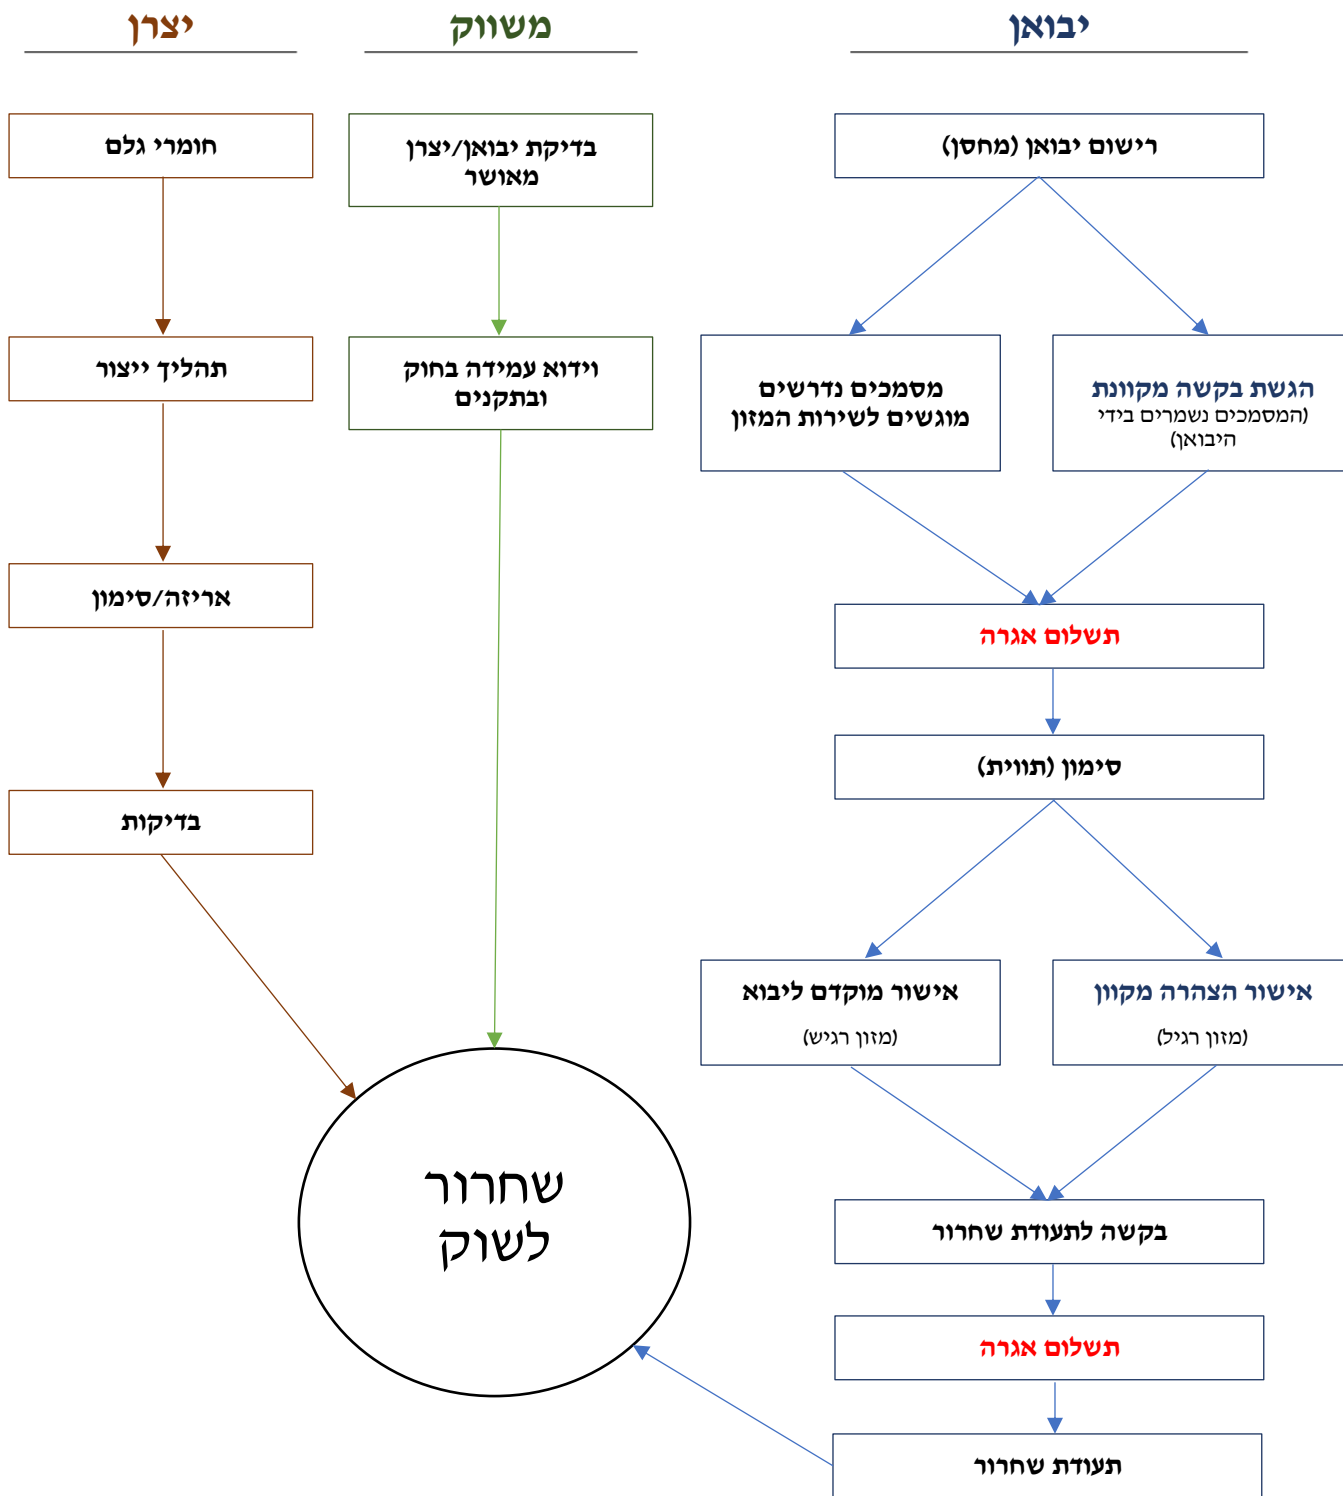 יבואן
רישום יבואן (מחסן)
הגשת בקשה מקוונת
(המסמכים נשמרים בידי
היבואן)
מסמכים נדרשים
מוגשים לשירות המזון
תשלום אגרה
סימון (תווית)
אישור הצהרה מקוון
(מזון רגיל)
אישור מוקדם ליבוא
(מזון רגיש)
בקשה לתעודת שחרור
תשלום אגרה
תעודת שחרור
משווק
בדיקת יבואן/יצרן
מאושר
וידוא עמידה בחוק
ובתקנים
יצרן
חומרי גלם
תהליך ייצור
אריזה/סימון
בדיקות
שחרור
לשוק